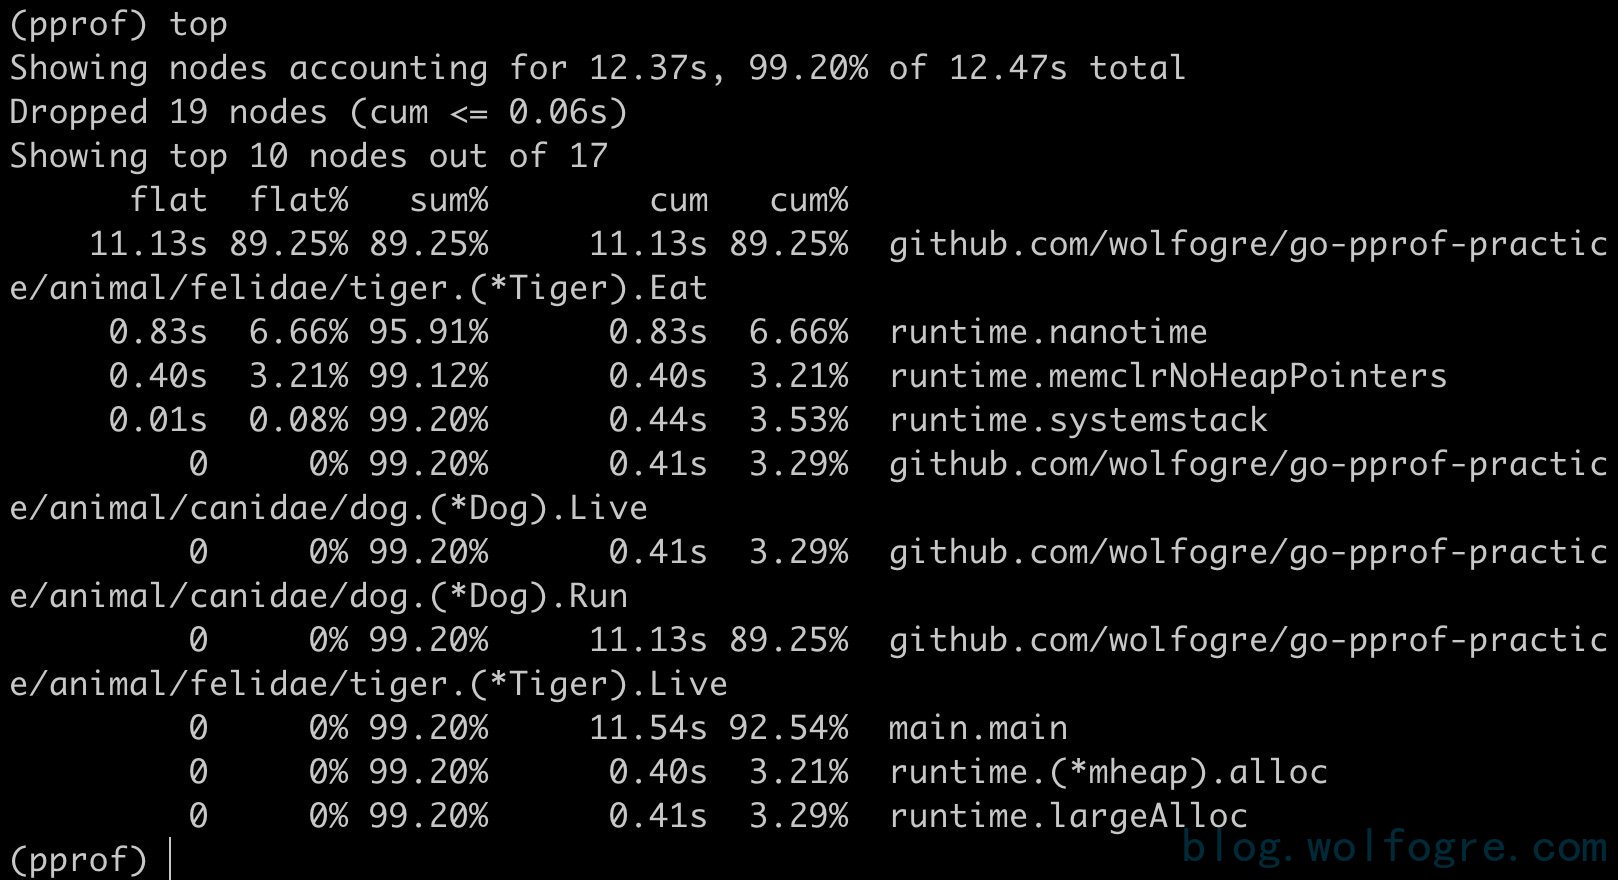 (pprof) top
Showing nodes accounting for 12.37s, 99.20% of 12.47s total
Dropped 19 nodes (cum <= 0.06s)
Showing top 10 nodes out of 17
      flat  flat%   sum%        cum   cum%
    11.13s 89.25% 89.25%     11.13s 89.25%  github.com/wolfogre/go-pprof-practic
e/animal/felidae/tiger.(*Tiger).Eat
     0.83s  6.66% 95.91%      0.83s  6.66%  runtime.nanotime
     0.40s  3.21% 99.12%      0.40s  3.21%  runtime.memclrNoHeapPointers
     0.01s  0.08% 99.20%      0.44s  3.53%  runtime.systemstack
         0     0% 99.20%      0.41s  3.29%  github.com/wolfogre/go-pprof-practic
e/animal/canidae/dog.(*Dog).Live
         0     0% 99.20%      0.41s  3.29%  github.com/wolfogre/go-pprof-practic
e/animal/canidae/dog.(*Dog).Run
         0     0% 99.20%     11.13s 89.25%  github.com/wolfogre/go-pprof-practic
e/animal/felidae/tiger.(*Tiger).Live
         0     0% 99.20%     11.54s 92.54%  main.main
         0     0% 99.20%      0.40s  3.21%  runtime.(*mheap).alloc
         0     0% 99.20%      0.41s  3.29%  runtime.largeAlloc
(pprof)
blog.wolfogre.com